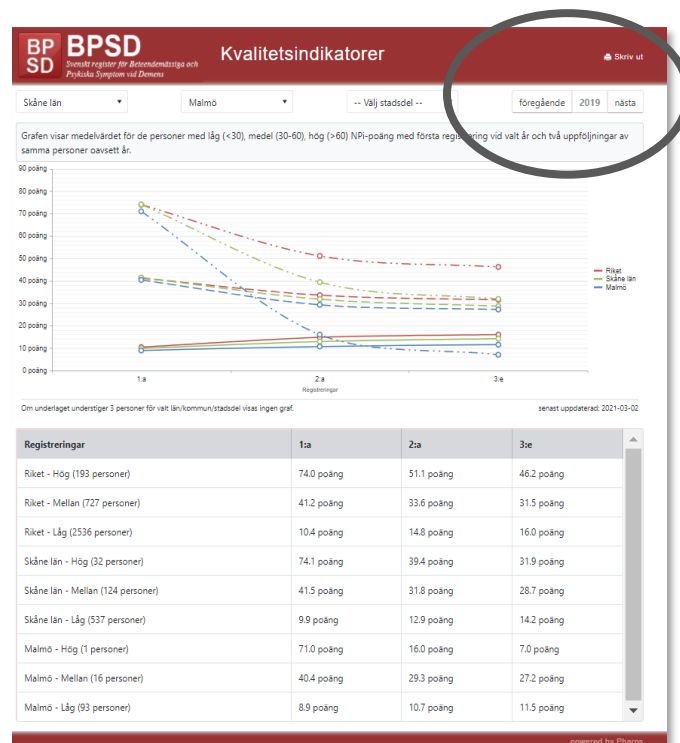 BP
SD
BPSD
Svenskt register för Beteendemässiga och
Psykiska Symptom vid Demens
Kvalitetsindikatorer
Skriv ut
Skåne län
Malmö
-- Välj stadsdel --
föregående 2019 nästa
Grafen visar medelvärdet för de personer med låg (<30), medel (30-60), hög (>60) NPi-poäng med första registrering vid valt år och två uppföljningar av
samma personer oavsett år.
90 poäng
80 poäng
70 poäng
60 poäng
50 poäng
40 poäng
30 poäng
20 poäng
10 poäng
0 poäng
1:a 2:a 3:e
Registreringar
Riket
Skåne län
Malmö
Om underlaget understiger 3 personer för valt län/kommun/stadsdel visas ingen graf.
senast uppdaterad: 2021-03-02
Registreringar 1:a 2:a 3:e
Riket - Hög (193 personer) 74.0 poäng 51.1 poäng 46.2 poäng
Riket - Mellan (727 personer) 41.2 poäng 33.6 poäng 31.5 poäng
Riket - Låg (2536 personer) 10.4 poäng 14.8 poäng 16.0 poäng
Skåne län - Hög (32 personer) 74.1 poäng 39.4 poäng 31.9 poäng
Skåne län - Mellan (124 personer) 41.5 poäng 31.8 poäng 28.7 poäng
Skåne län - Låg (537 personer) 9.9 poäng 12.9 poäng 14.2 poäng
Malmö - Hög (1 personer) 71.0 poäng 16.0 poäng 7.0 poäng
Malmö - Mellan (16 personer) 40.4 poäng 29.3 poäng 27.2 poäng
Malmö - Låg (93 personer) 8.9 poäng 10.7 poäng 11.5 poäng
powered by Pharos